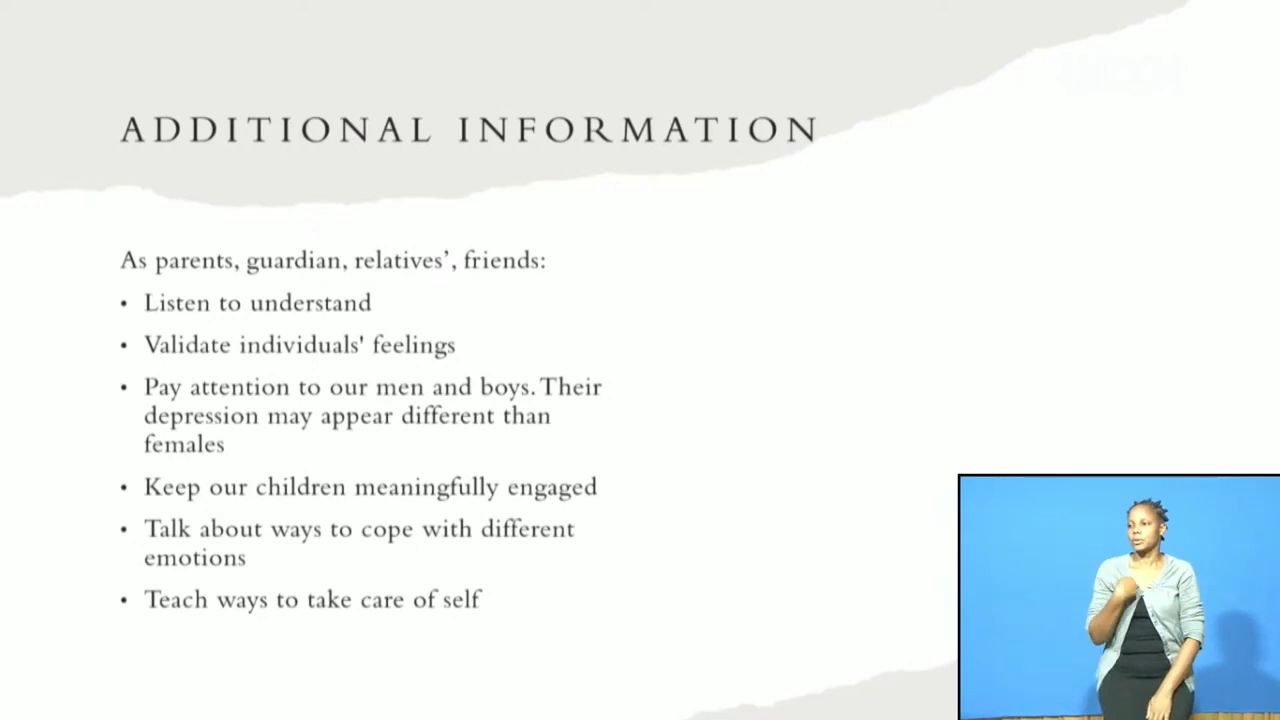 ADDITIONAL INFORMATION
As parents, guardian, relatives’, friends:
• Listen to understand
• Validate individuals' feelings
• Pay attention to our men and boys. Their
depression may appear different than
females
• Keep our children meaningfully engaged
• Talk about ways to cope with different
emotions
• Teach ways to take care of self